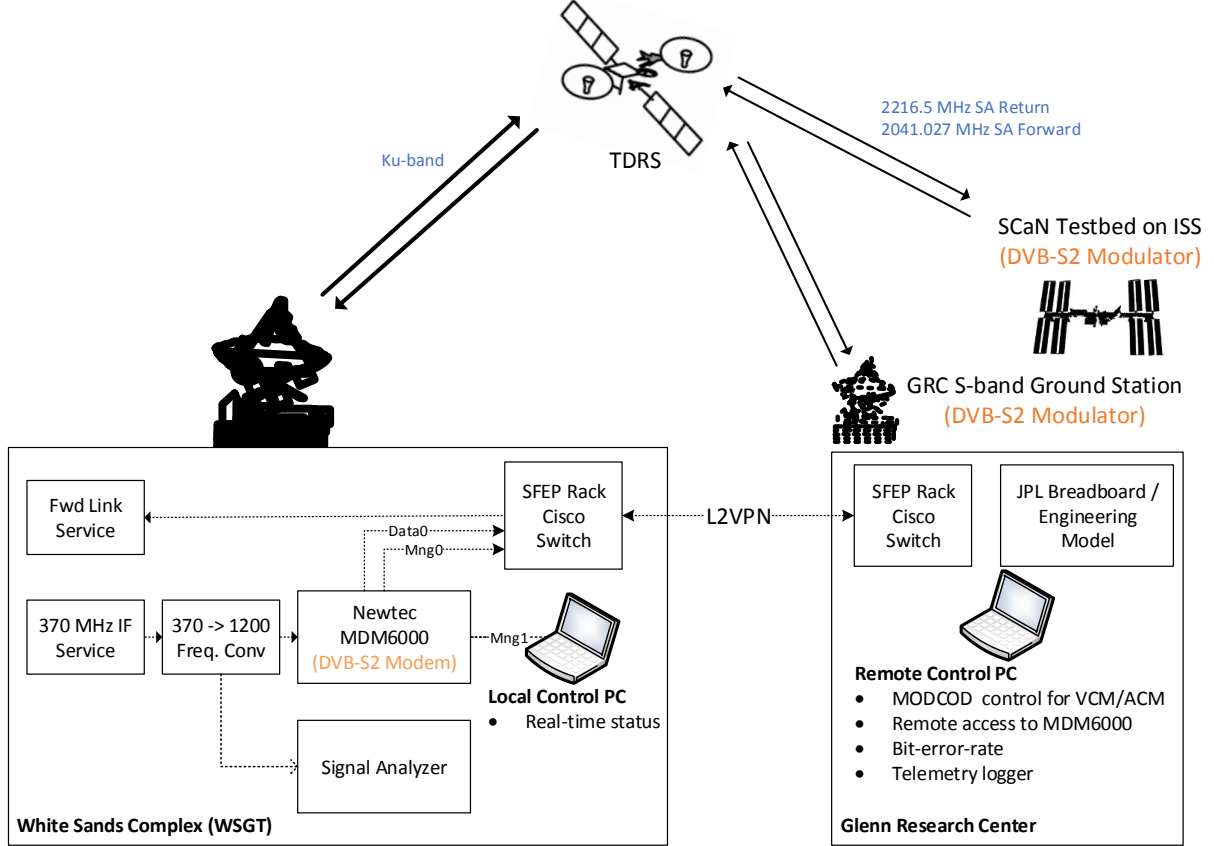 2216.5 MHz SA Return
2041.027 MHz SA Forward
Ku-band
TDRS
SCaN Testbed on ISS
(DVB-S2 Modulator)
GRC S-band Ground Station
(DVB-S2 Modulator)
Fwd Link
Service
SFEP Rack
Cisco
Switch
Data0
Mng0
L2VPN
SFEP Rack
Cisco
Switch
JPL Breadboard /
Engineering
Model
370 MHz IF
Service
370 -> 1200
Freq. Conv
Newtec
MDM6000
(DVB-S2 Modem)
Mng1
Local Control PC
• Real-time status
Signal Analyzer
White Sands Complex (WSGT)
Remote Control PC
• MODCOD control for VCM/ACM
• Remote access to MDM6000
• Bit-error-rate
• Telemetry logger
Glenn Research Center